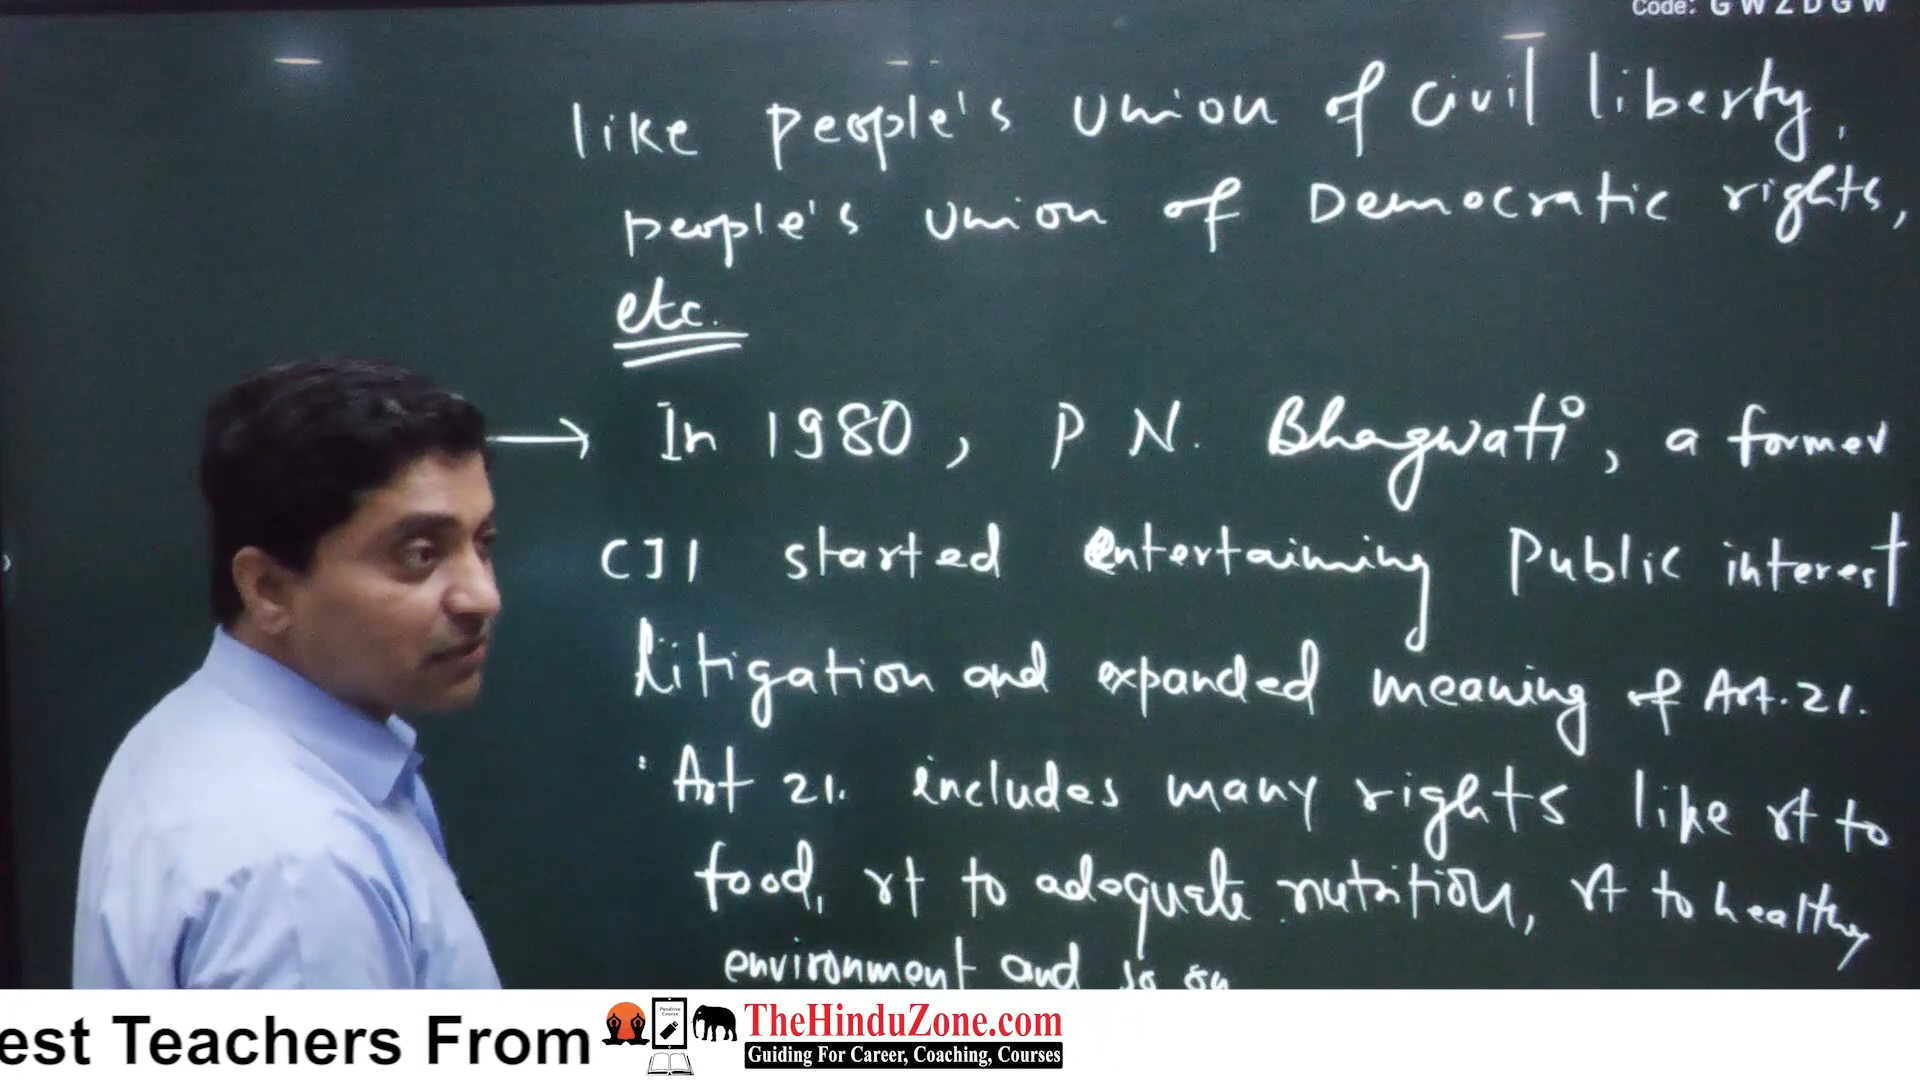 Code: G W Z D G W
like people's union of civil liberty,
people's union of Democratic rights,
etc.
→ In 1980, P N. Bhagwati, a former
CJI started entertaining Public interest
litigation and expanded meaning of Art. 21.
Art 21. includes many rights like rt to
food, rt to adequate nutrition, rt to healthy
environment and so on
est Teachers From
TheHinduZone.com
Guiding For Career, Coaching, Courses
Pendrive
Course